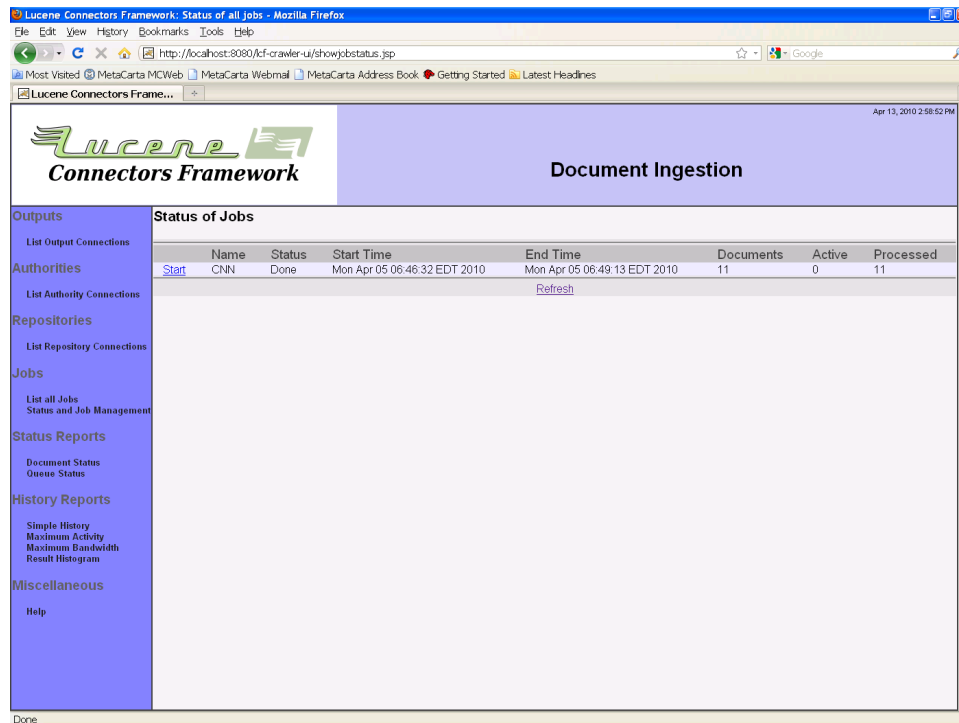 Lucene Connectors Framework: Status of all jobs - Mozilla Firefox
File Edit View History Bookmarks Tools Help
http://localhost:8080/lcf-crawler-ui/showjobstatus.jsp
Google
Most Visited MetaCarta MCWeb MetaCarta Webmail MetaCarta Address Book Getting Started Latest Headlines
Lucene Connectors Frame...
Apr 13, 2010 2:58:52 PM
Lucene
Connectors Framework
Document Ingestion
Outputs
List Output Connections
Authorities
List Authority Connections
Repositories
List Repository Connections
Jobs
List all Jobs
Status and Job Management
Status Reports
Document Status
Queue Status
History Reports
Simple History
Maximum Activity
Maximum Bandwidth
Result Histogram
Miscellaneous
Help
Status of Jobs
Name Status Start Time End Time Documents Active Processed
Start CNN Done Mon Apr 05 06:46:32 EDT 2010 Mon Apr 05 06:49:13 EDT 2010 11 0 11
Refresh
Done